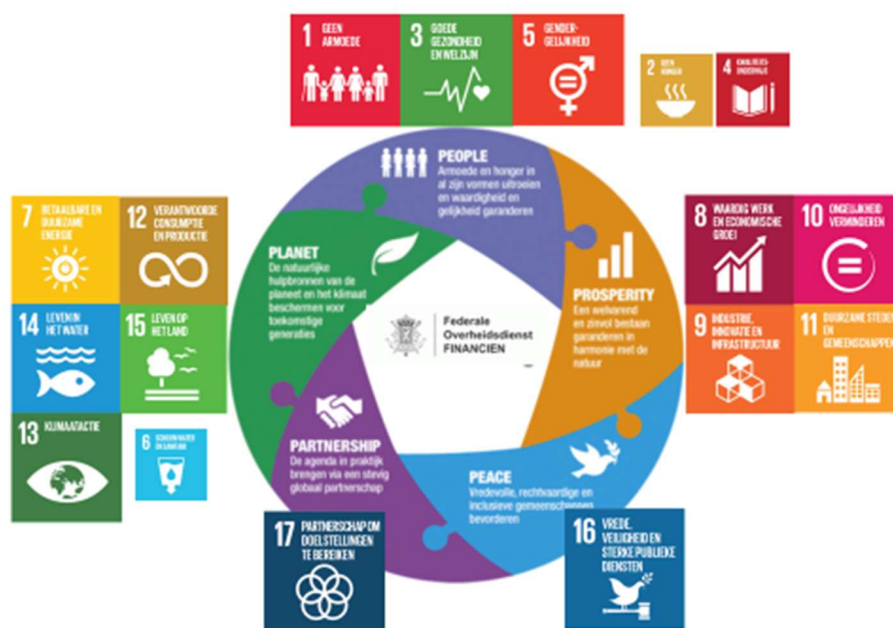 1 GEEN
ARMOEDE
3 GOEDE
GEZONDHEID
EN WELZIJN
5 GENDER-
GELIJKHEID
2 GEEN
HONGER
4 KWALITEITS-
ONDERWIJS
PEOPLE
Armoede en honger in
al zijn vormen uitroeien
en waardigheid en
gelijkheid garanderen
7 BETAALBARE EN
DUURZAME
ENERGIE
12 VERANTWOORDE
CONSUMPTIE
EN PRODUCTIE
14 LEVEN IN
HET WATER
15 LEVEN OP
HET LAND
13 KLIMAATACTIE
6 SCHOON WATER
EN SANITAIR
PLANET
De natuurlijke
hulpbronnen van de
planeet en het klimaat
beschermen voor
toekomstige
generaties
Federale
Overheidsdienst
FINANCIEN
PROSPERITY
Een welvarend
en zinvol bestaan
garanderen in
harmonie met de
natuur
8 WAARDIG WERK
EN ECONOMISCHE
GROEI
10 ONGELIJKHEID
VERMINDEREN
9 INDUSTRIE,
INNOVATIE EN
INFRASTRUCTUUR
11 DUURZAME STEDEN
EN
GEMEENSCHAPPEN
PARTNERSHIP
De agenda in praktijk
brengen via een stevig
globaal partnerschap
PEACE
Vredevolle, rechtvaardige en
inclusieve gemeenschappen
bevorderen
17 PARTNERSCHAP OM
DOELSTELLINGEN
TE BEREIKEN
16 VREDE,
VEILIGHEID EN
STERKE PUBLIEKE
DIENSTEN